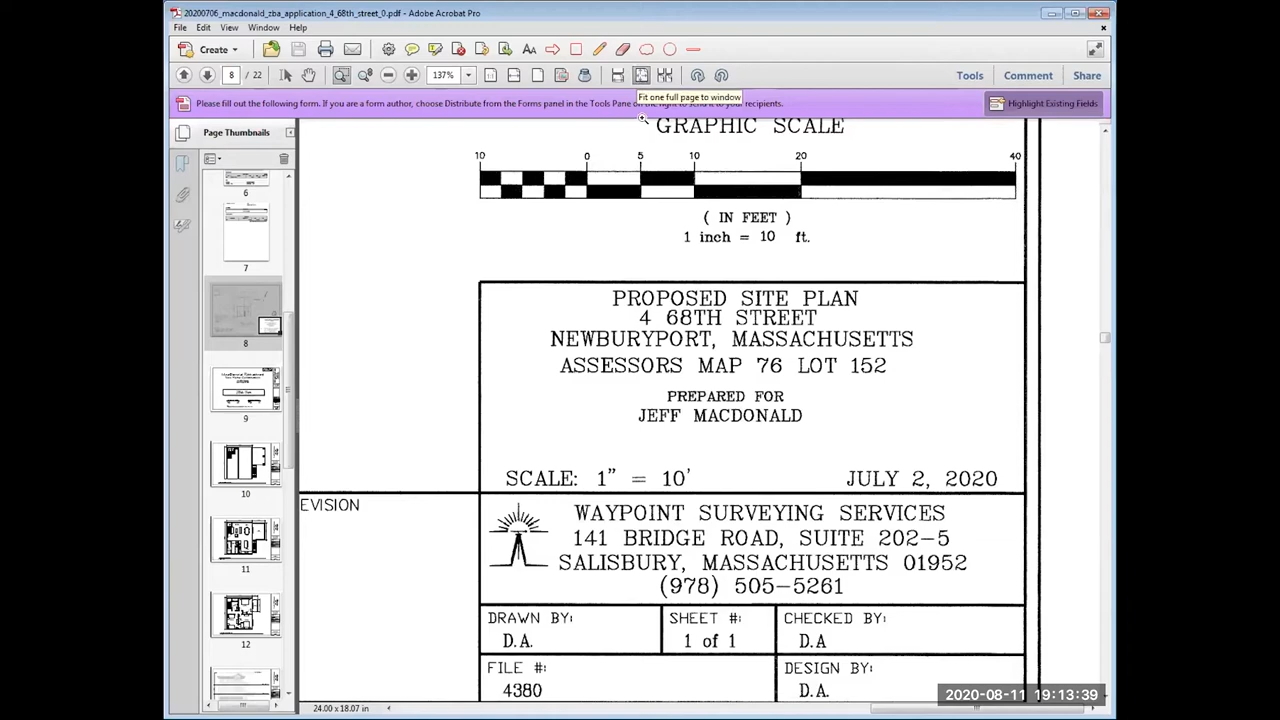 20200706_macdonald_zba_application_4_68th_street_0.pdf - Adobe Acrobat Pro
File Edit View Window Help
Create
8 / 22 137% Tools Comment Share
Fit one full page to window
Please fill out the following form. If you are a form author, choose Distribute from the Forms panel in the Tools Pane on the right to send it to your recipients. Highlight Existing Fields
Page Thumbnails
6
7
8
9
10
11
12
GRAPHIC SCALE
10 0 5 10 20 40
( IN FEET )
1 inch = 10 ft.
PROPOSED SITE PLAN
4 68TH STREET
NEWBURYPORT, MASSACHUSETTS
ASSESSORS MAP 76 LOT 152
PREPARED FOR
JEFF MACDONALD
SCALE: 1" = 10' JULY 2, 2020
EVISION
WAYPOINT SURVEYING SERVICES
141 BRIDGE ROAD, SUITE 202-5
SALISBURY, MASSACHUSETTS 01952
(978) 505-5261
DRAWN BY: SHEET #: CHECKED BY:
D.A. 1 of 1 D.A
FILE #: DESIGN BY:
4380 D.A.
24.00 x 18.07 in
2020-08-11 19:13:39